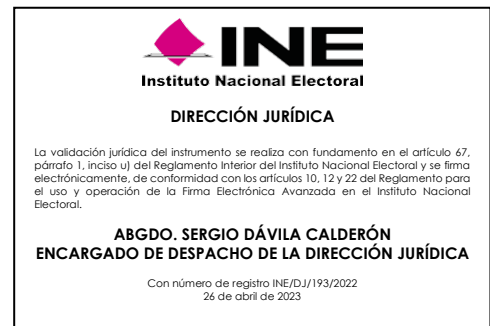 INE
Instituto Nacional Electoral
DIRECCIÓN JURÍDICA
La validación jurídica del instrumento se realiza con fundamento en el artículo 67,
párrafo 1, inciso u) del Reglamento Interior del Instituto Nacional Electoral y se firma
electrónicamente, de conformidad con los artículos 10, 12 y 22 del Reglamento para
el uso y operación de la Firma Electrónica Avanzada en el Instituto Nacional
Electoral.
ABGDO. SERGIO DÁVILA CALDERÓN
ENCARGADO DE DESPACHO DE LA DIRECCIÓN JURÍDICA
Con número de registro INE/DJ/193/2022
26 de abril de 2023